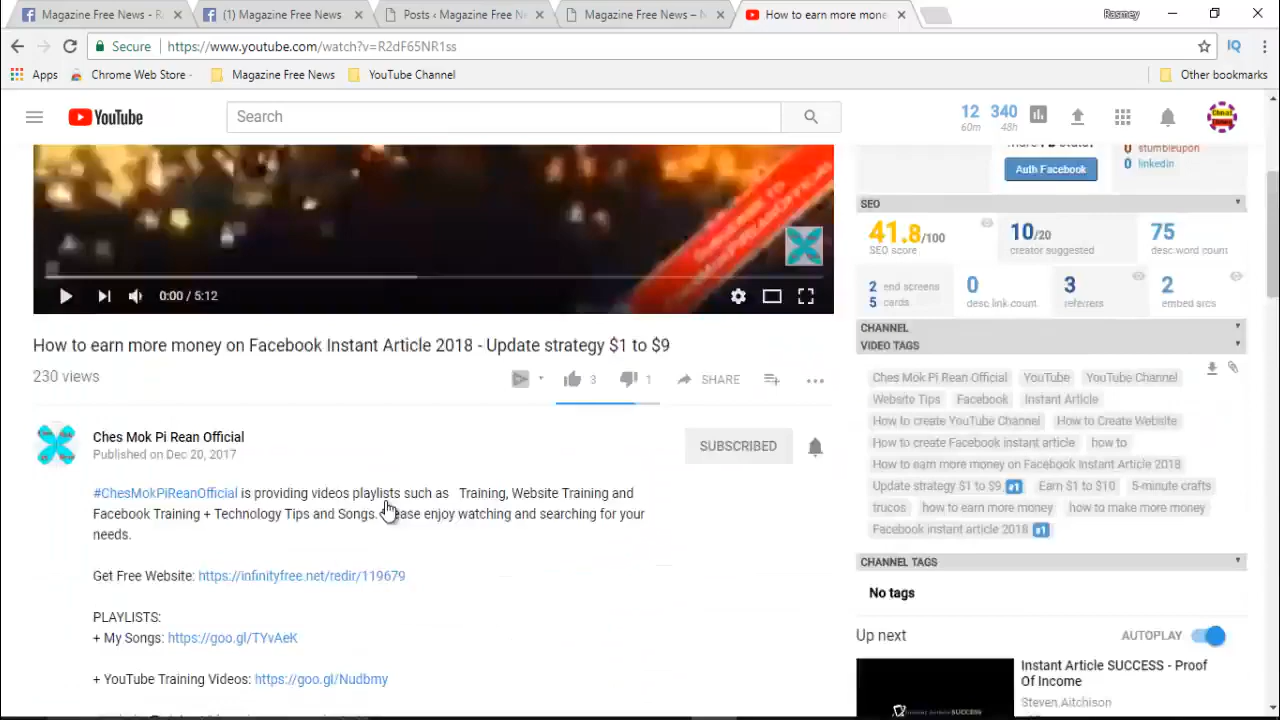 Magazine Free News - R
(1) Magazine Free News
Posts ‹ Magazine Free Ne
Magazine Free News – N
How to earn more mone
Rasmey
Secure
https://www.youtube.com/watch?v=R2dF65NR1ss
IQ
Apps
Chrome Web Store -
Magazine Free News
YouTube Channel
Other bookmarks
YouTube
Search
12
60m
340
48h
0 stumbleupon
0 linkedin
Auth Facebook
SEO
41.8/100
SEO score
10/20
creator suggested
75
desc word count
2 end screens
5 cards
0
desc link count
3
referrers
2
embed srcs
CHANNEL
VIDEO TAGS
0:00 / 5:12
How to earn more money on Facebook Instant Article 2018 - Update strategy $1 to $9
230 views
3
1
SHARE
Ches Mok Pi Rean Official
Published on Dec 20, 2017
SUBSCRIBED
#ChesMokPiReanOfficial is providing videos playlists such as Training, Website Training and
Facebook Training + Technology Tips and Songs. ease enjoy watching and searching for your
needs.
Get Free Website: https://infinityfree.net/redir/119679
PLAYLISTS:
+ My Songs: https://goo.gl/TYvAeK
+ YouTube Training Videos: https://goo.gl/Nudbmy
Ches Mok Pi Rean Official YouTube YouTube Channel
Website Tips Facebook Instant Article
How to create YouTube Channel How to Create Website
How to create Facebook instant article how to
How to earn more money on Facebook Instant Article 2018
Update strategy $1 to $9 #1 Earn $1 to $10 5-minute crafts
trucos how to earn more money how to make more money
Facebook instant article 2018 #1
CHANNEL TAGS
No tags
Up next
AUTOPLAY
Instant Article SUCCESS - Proof
Of Income
Steven Aitchison